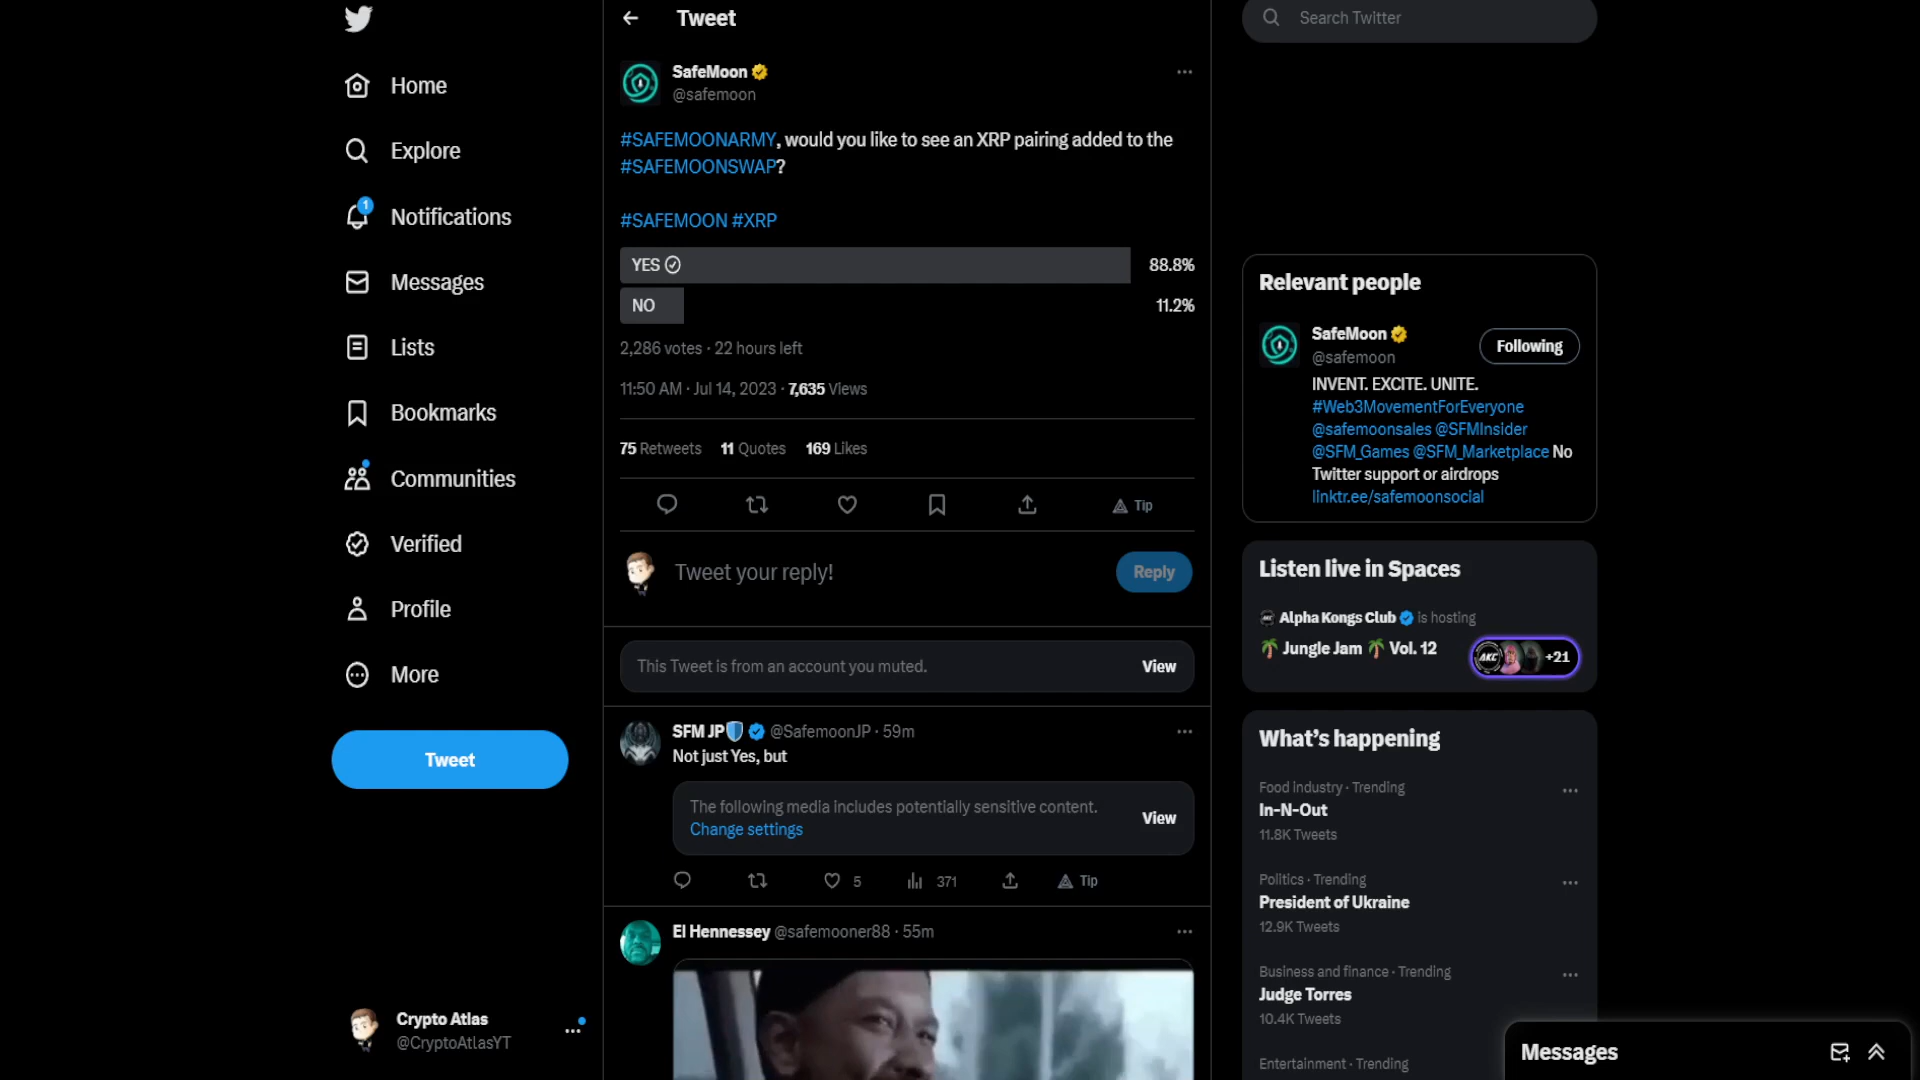 Home
Explore
1
Notifications
Messages
Lists
Bookmarks
Communities
Verified
Profile
More
Tweet
Crypto Atlas
@CryptoAtlasYT
Tweet
SafeMoon
@safemoon
#SAFEMOONARMY, would you like to see an XRP pairing added to the
#SAFEMOONSWAP?
#SAFEMOON #XRP
YES 88.8%
NO 11.2%
2,286 votes · 22 hours left
11:50 AM · Jul 14, 2023 · 7,635 Views
75 Retweets 11 Quotes 169 Likes
Tip
Tweet your reply! Reply
This Tweet is from an account you muted. View
SFM JP @SafemoonJP · 59m
Not just Yes, but
The following media includes potentially sensitive content.
Change settings
View
5 371 Tip
El Hennessey @safemooner88 · 55m
Search Twitter
Relevant people
SafeMoon
@safemoon
Following
INVENT. EXCITE. UNITE.
#Web3MovementForEveryone
@safemoonsales @SFMInsider
@SFM_Games @SFM_Marketplace No
Twitter support or airdrops
linktr.ee/safemoonsocial
Listen live in Spaces
Alpha Kongs Club is hosting
Jungle Jam Vol. 12
AKC +21
What's happening
Food industry · Trending
In-N-Out
11.8K Tweets
Politics · Trending
President of Ukraine
12.9K Tweets
Business and finance · Trending
Judge Torres
10.4K Tweets
Entertainment · Trending
Messages